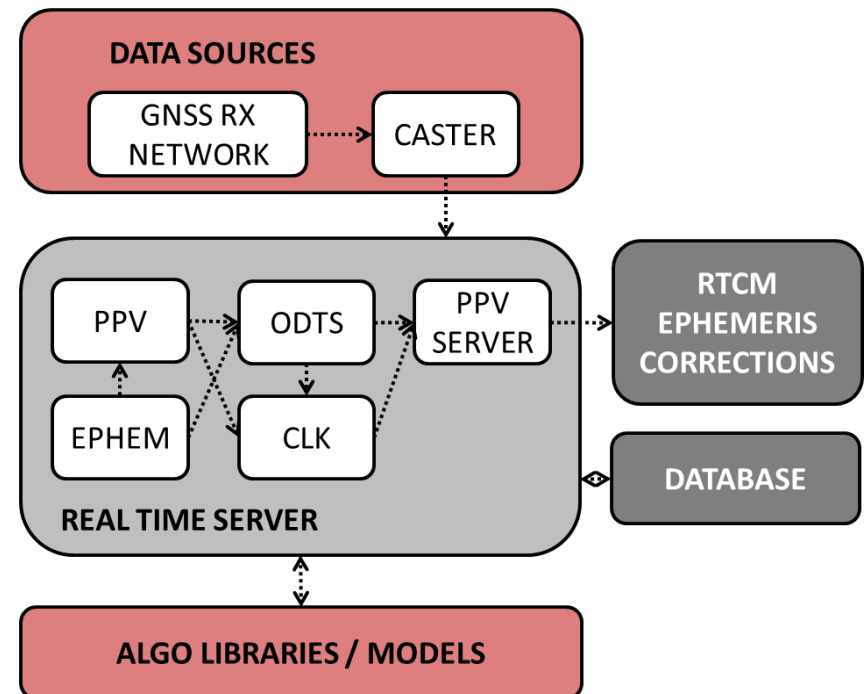 DATA SOURCES
GNSS RX
NETWORK
CASTER
PPV
ODTS
PPV
SERVER
EPHEM
CLK
REAL TIME SERVER
RTCM
EPHEMERIS
CORRECTIONS
DATABASE
ALGO LIBRARIES / MODELS